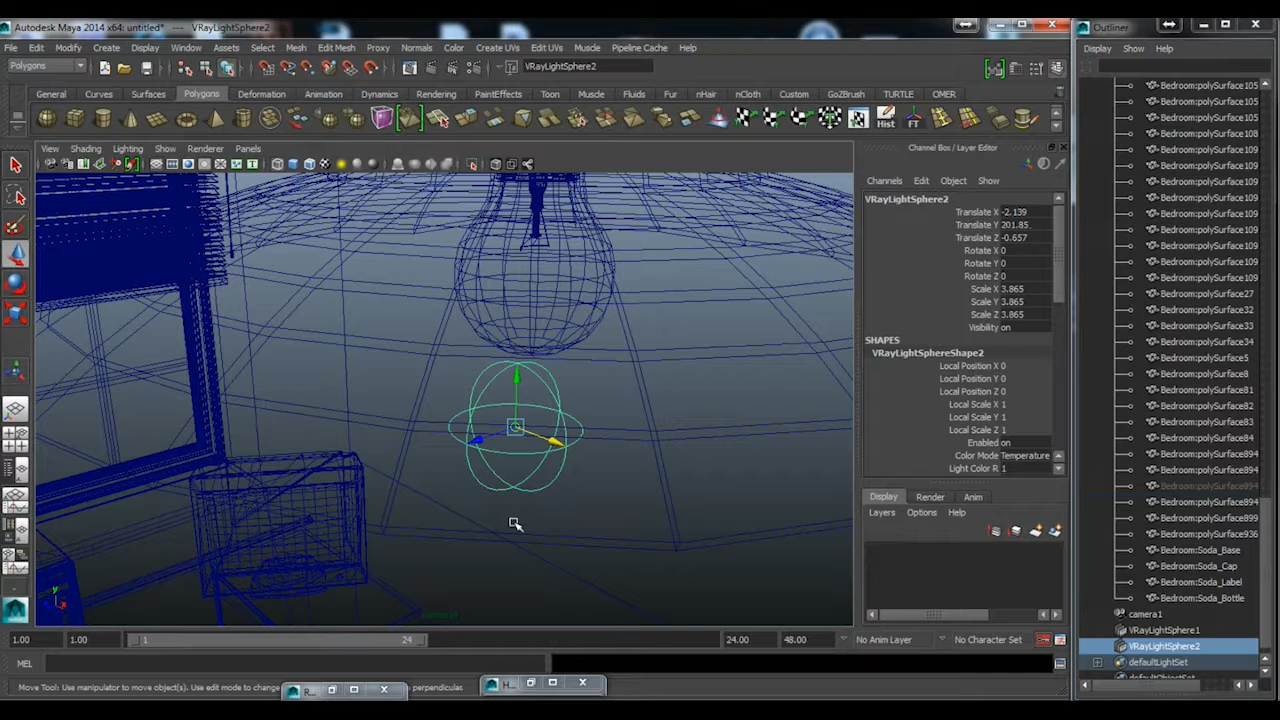 Autodesk Maya 2014 x64: untitled* --- VRayLightSphere2
Outliner
File Edit Modify Create Display Window Assets Select Mesh Edit Mesh Proxy Normals Color Create UVs Edit UVs Muscle Pipeline Cache Help
Display Show Help
Polygons
VRayLightSphere2
General Curves Surfaces Polygons Deformation Animation Dynamics Rendering PaintEffects Toon Muscle Fluids Fur nHair nCloth Custom GoZBrush TURTLE OMER
Hist FT
View Shading Lighting Show Renderer Panels
Channel Box / Layer Editor
Channels Edit Object Show
VRayLightSphere2
Translate X -2.139
Translate Y 201.85
Translate Z -0.657
Rotate X 0
Rotate Y 0
Rotate Z 0
Scale X 3.865
Scale Y 3.865
Scale Z 3.865
Visibility on
SHAPES
VRayLightSphereShape2
Local Position X 0
Local Position Y 0
Local Position Z 0
Local Scale X 1
Local Scale Y 1
Local Scale Z 1
Enabled on
Color Mode Temperature
Light Color R 1
Display Render Anim
Layers Options Help
Bedroom:polySurface105
Bedroom:polySurface105
Bedroom:polySurface105
Bedroom:polySurface108
Bedroom:polySurface109
Bedroom:polySurface109
Bedroom:polySurface109
Bedroom:polySurface109
Bedroom:polySurface109
Bedroom:polySurface109
Bedroom:polySurface109
Bedroom:polySurface109
Bedroom:polySurface109
Bedroom:polySurface27
Bedroom:polySurface32
Bedroom:polySurface33
Bedroom:polySurface34
Bedroom:polySurface5
Bedroom:polySurface8
Bedroom:polySurface81
Bedroom:polySurface82
Bedroom:polySurface83
Bedroom:polySurface84
Bedroom:polySurface894
Bedroom:polySurface894
Bedroom:polySurface894
Bedroom:polySurface894
Bedroom:polySurface899
Bedroom:polySurface936
Bedroom:Soda_Base
Bedroom:Soda_Cap
Bedroom:Soda_Label
Bedroom:Soda_Bottle
camera1
VRayLightSphere1
VRayLightSphere2
defaultLightSet
defaultObjectSet
y
1.00 1.00 1 24 24.00 48.00 No Anim Layer No Character Set
MEL
Move Tool: Use manipulator to move object(s). Use edit mode to change
perpendicular
R...
H...